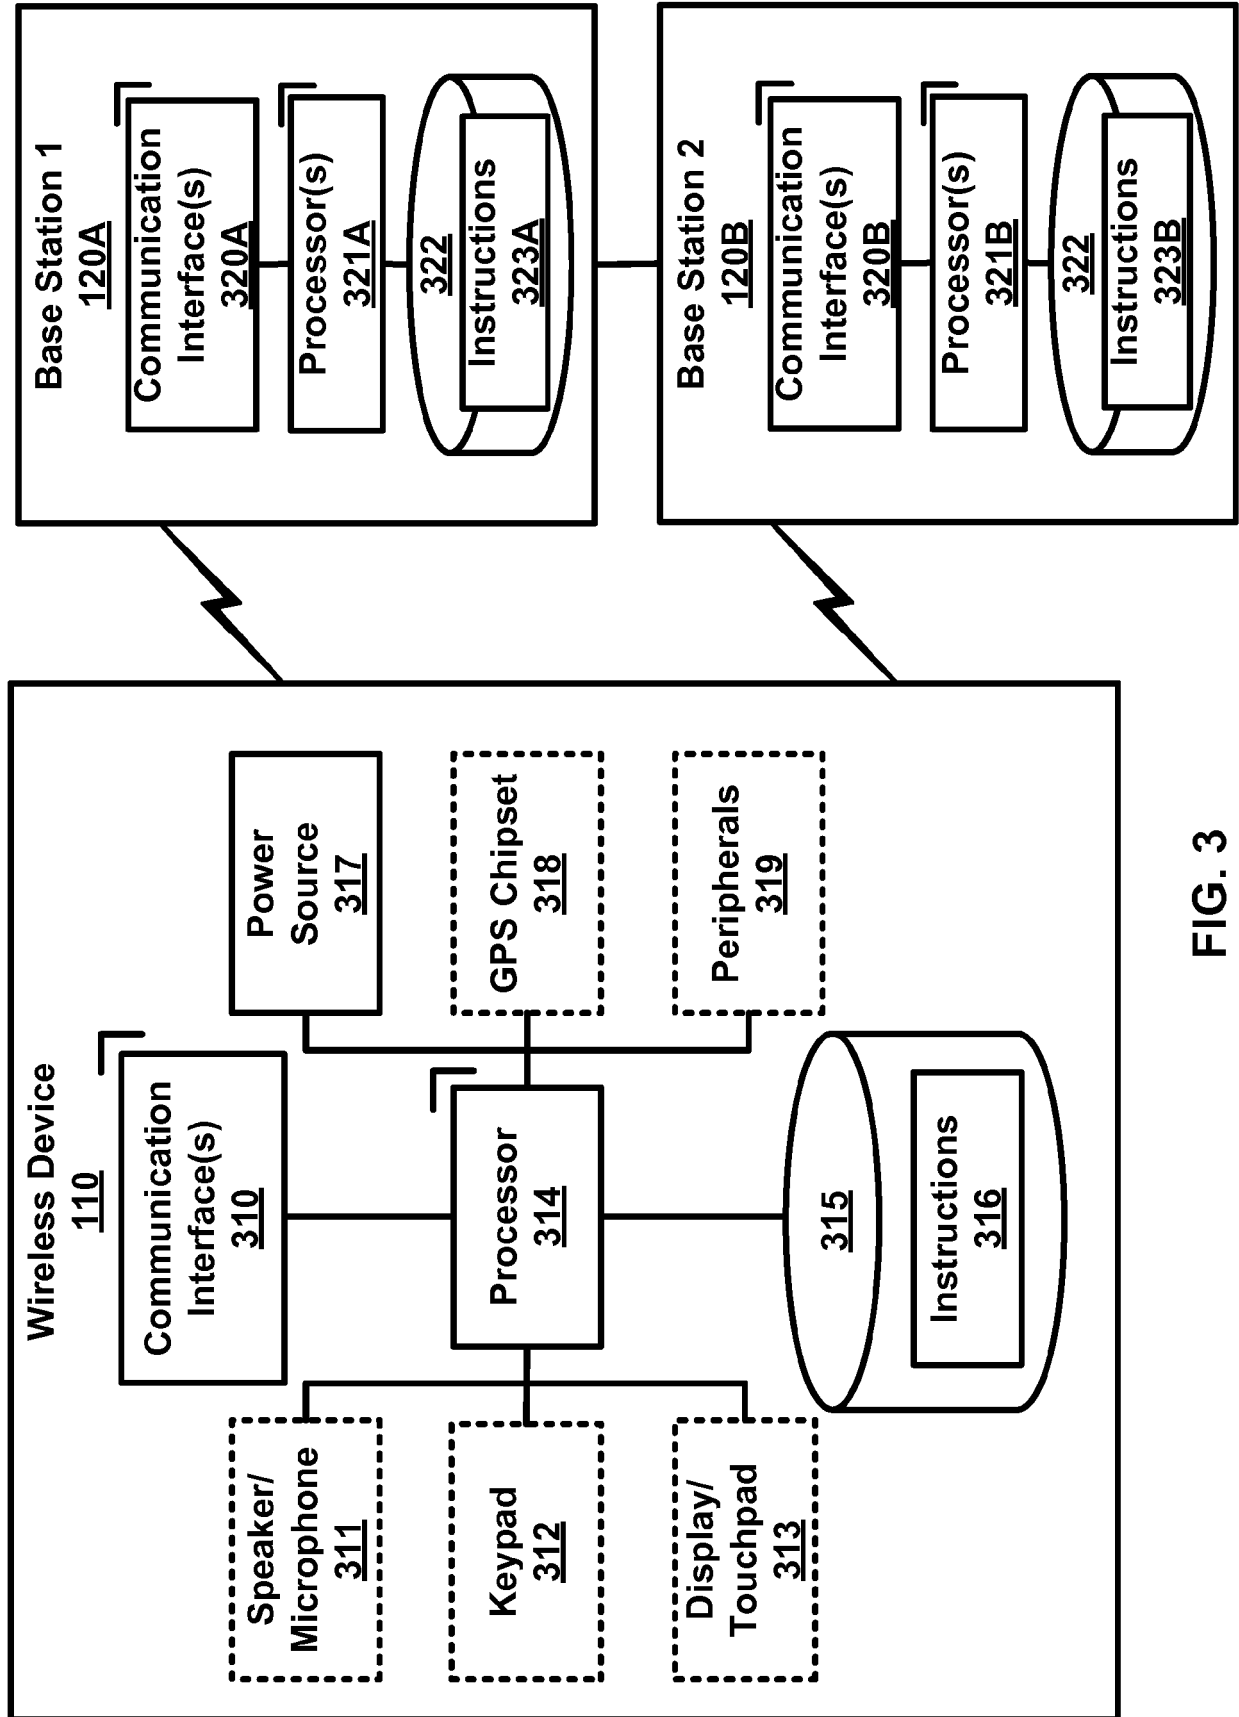 Wireless Device
110
Communication
Interface(s)
310
Speaker/
Microphone
311
Keypad
312
Display/
Touchpad
313
Processor
314
315
Instructions
316
Power
Source
317
GPS Chipset
318
Peripherals
319
Base Station 1
120A
Communication
Interface(s)
320A
Processor(s)
321A
322
Instructions
323A
Base Station 2
120B
Communication
Interface(s)
320B
Processor(s)
321B
322
Instructions
323B
FIG. 3